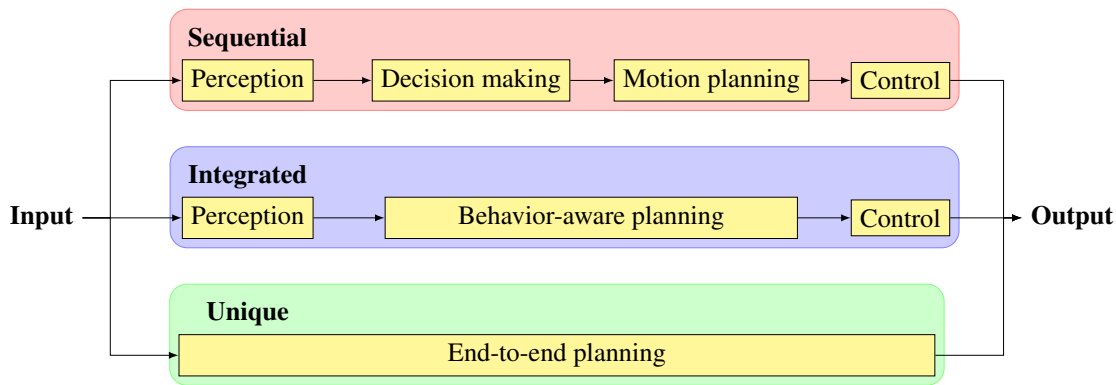 Sequential
Perception Decision making Motion planning Control
Integrated
Input Perception Behavior-aware planning Control Output
Unique
End-to-end planning